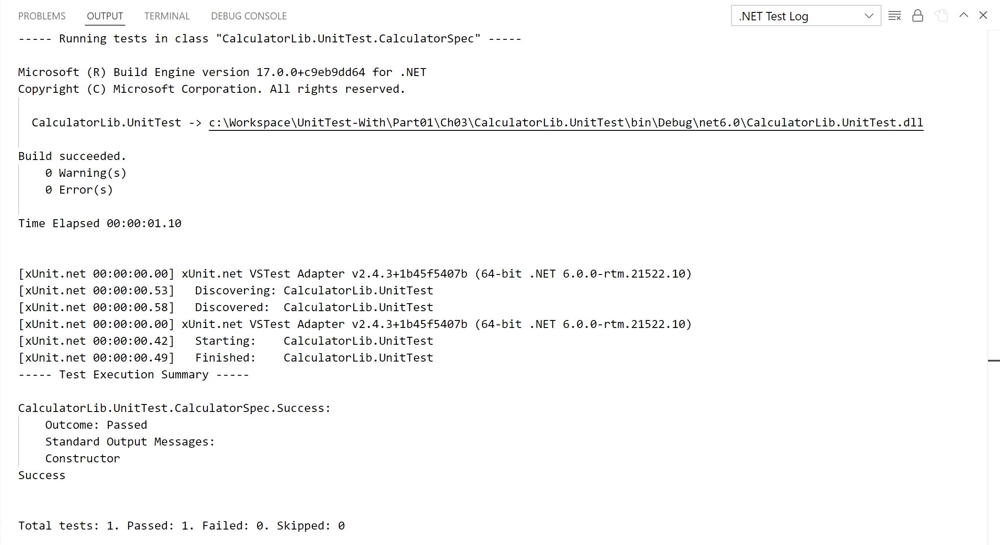 PROBLEMS OUTPUT TERMINAL DEBUG CONSOLE .NET Test Log
----- Running tests in class "CalculatorLib.UnitTest.CalculatorSpec" -----
Microsoft (R) Build Engine version 17.0.0+c9eb9dd64 for .NET
Copyright (C) Microsoft Corporation. All rights reserved.
CalculatorLib.UnitTest -> c:\Workspace\UnitTest-With\Part01\Ch03\CalculatorLib.UnitTest\bin\Debug\net6.0\CalculatorLib.UnitTest.dll
Build succeeded.
0 Warning(s)
0 Error(s)
Time Elapsed 00:00:01.10
[xUnit.net 00:00:00.00] xUnit.net VSTest Adapter v2.4.3+1b45f5407b (64-bit .NET 6.0.0-rtm.21522.10)
[xUnit.net 00:00:00.53]   Discovering: CalculatorLib.UnitTest
[xUnit.net 00:00:00.58]   Discovered:  CalculatorLib.UnitTest
[xUnit.net 00:00:00.00] xUnit.net VSTest Adapter v2.4.3+1b45f5407b (64-bit .NET 6.0.0-rtm.21522.10)
[xUnit.net 00:00:00.42]   Starting:    CalculatorLib.UnitTest
[xUnit.net 00:00:00.49]   Finished:    CalculatorLib.UnitTest
----- Test Execution Summary -----
CalculatorLib.UnitTest.CalculatorSpec.Success:
Outcome: Passed
Standard Output Messages:
Constructor
Success
Total tests: 1. Passed: 1. Failed: 0. Skipped: 0